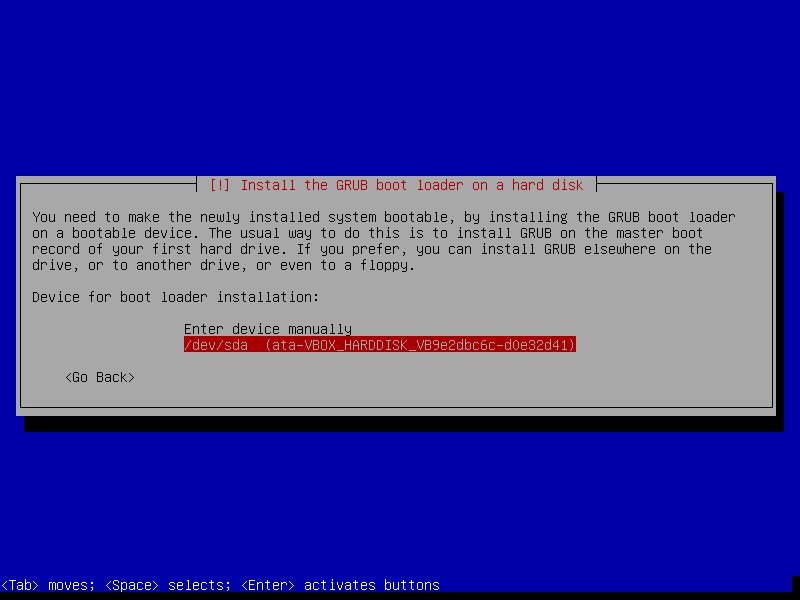 [!] Install the GRUB boot loader on a hard disk
You need to make the newly installed system bootable, by installing the GRUB boot loader
on a bootable device. The usual way to do this is to install GRUB on the master boot
record of your first hard drive. If you prefer, you can install GRUB elsewhere on the
drive, or to another drive, or even to a floppy.
Device for boot loader installation:
Enter device manually
/dev/sda (ata-VBOX_HARDDISK_VB9e2dbc6c-d0e32d41)
<Go Back>
<Tab> moves; <Space> selects; <Enter> activates buttons